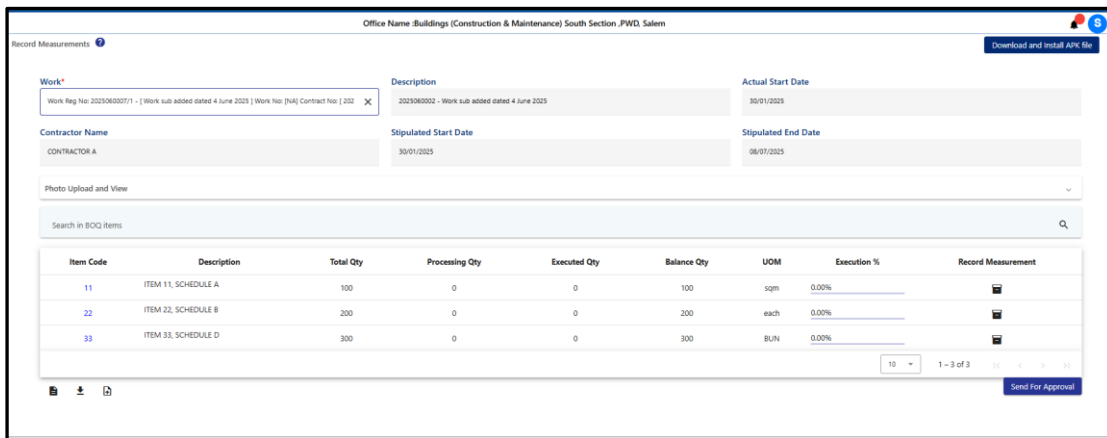 Office Name :Buildings (Construction & Maintenance) South Section ,PWD, Salem
S
Record Measurements ?
Download and Install APK file
Work* Description Actual Start Date
Work Reg No: 2025060007/1 - [ Work sub added dated 4 June 2025 ] Work No: [NA] Contract No: [ 202 X 2025060002 - Work sub added dated 4 June 2025 30/01/2025
Contractor Name Stipulated Start Date Stipulated End Date
CONTRACTOR A 30/01/2025 08/07/2025
Photo Upload and View
Search in BOQ items
Item Code Description Total Qty Processing Qty Executed Qty Balance Qty UOM Execution % Record Measurement
11 ITEM 11, SCHEDULE A 100 0 0 100 sqm 0.00%
22 ITEM 22, SCHEDULE B 200 0 0 200 each 0.00%
33 ITEM 33, SCHEDULE D 300 0 0 300 BUN 0.00%
10 1 – 3 of 3
Send For Approval